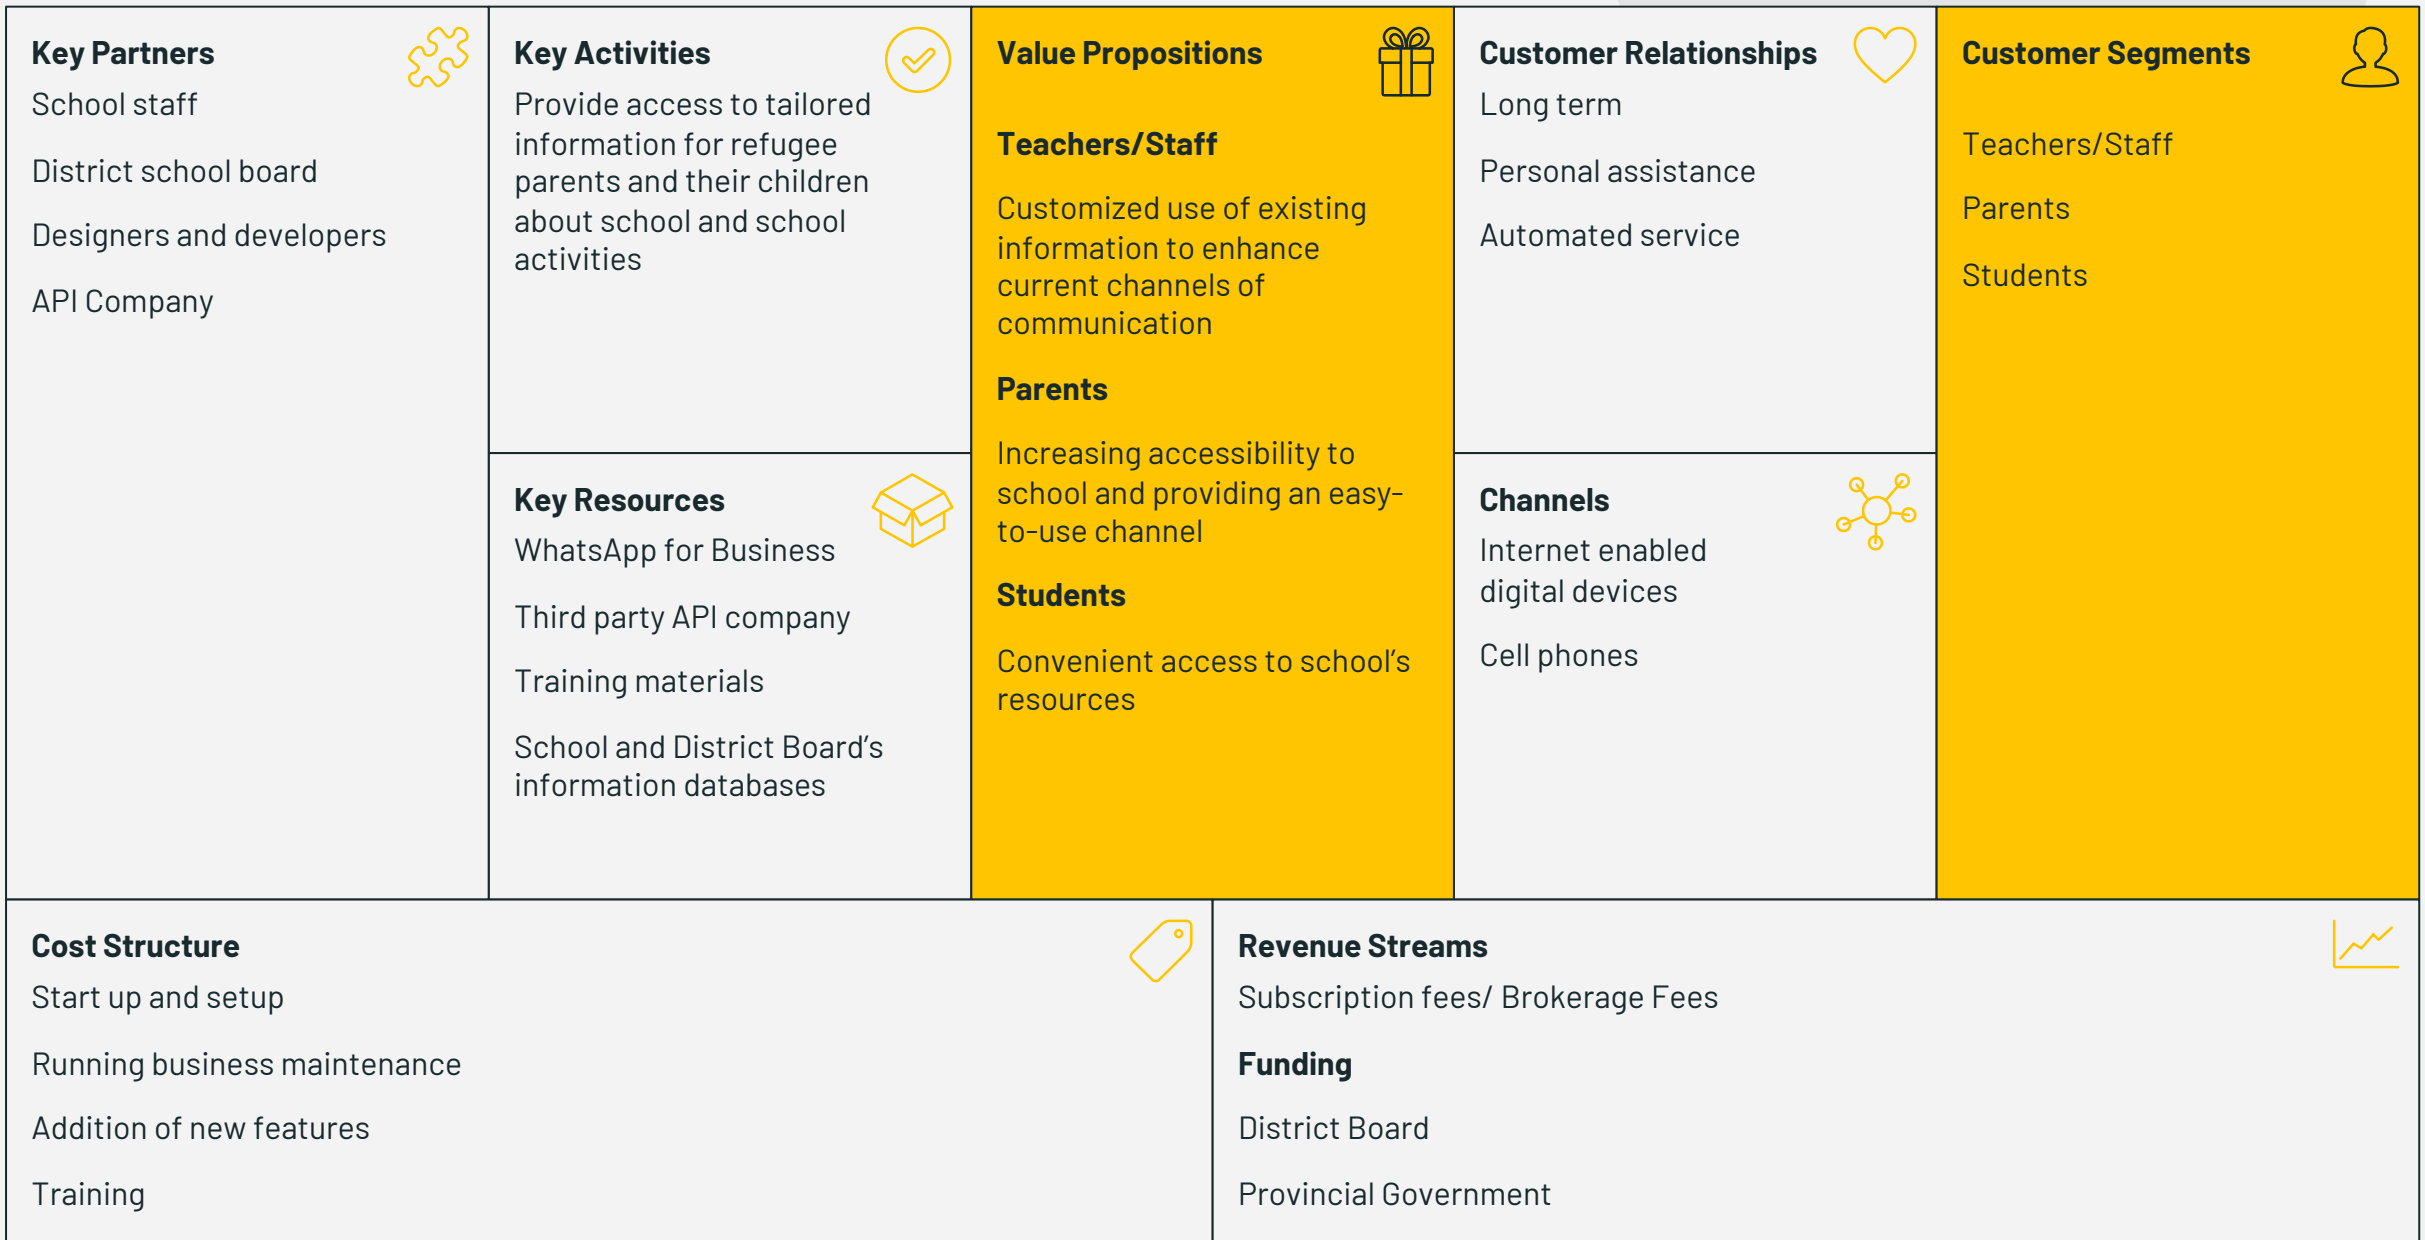 Key Partners
School staff
District school board
Designers and developers
API Company
Key Activities
Provide access to tailored
information for refugee
parents and their children
about school and school
activities
Key Resources
WhatsApp for Business
Third party API company
Training materials
School and District Board's
information databases
Value Propositions
Teachers/Staff
Customized use of existing
information to enhance
current channels of
communication
Parents
Increasing accessibility to
school and providing an easy-
to-use channel
Students
Convenient access to school's
resources
Customer Relationships
Long term
Personal assistance
Automated service
Channels
Internet enabled
digital devices
Cell phones
Customer Segments
Teachers/Staff
Parents
Students
Cost Structure
Start up and setup
Running business maintenance
Addition of new features
Training
Revenue Streams
Subscription fees/ Brokerage Fees
Funding
District Board
Provincial Government